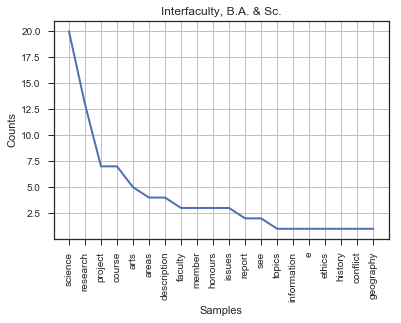 Interfaculty, B.A. & Sc.
Counts
20.0
17.5
15.0
12.5
10.0
7.5
5.0
2.5
science
research
project
course
arts
areas
description
faculty
member
honours
issues
report
see
topics
information
e
ethics
history
conflict
geography
Samples